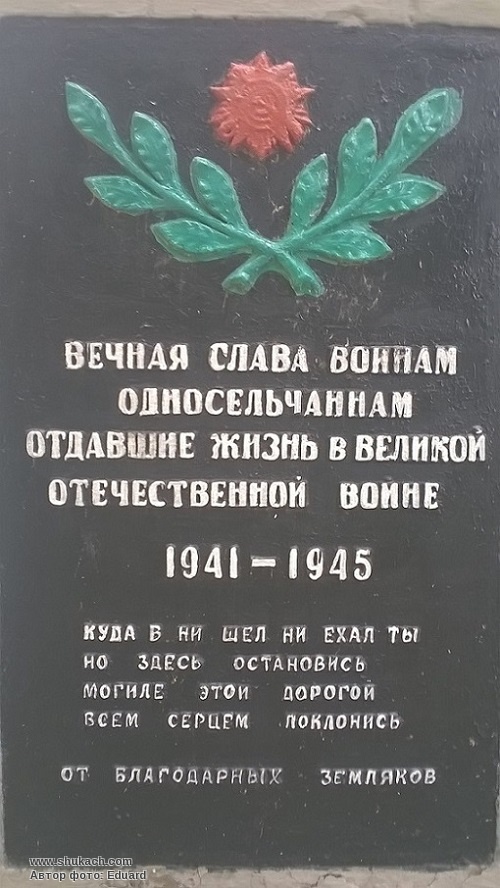 ВЕЧНАЯ СЛАВА ВОИНАМ
ОДНОСЕЛЬЧАННАМ
ОТДАВШИЕ ЖИЗНЬ В ВЕЛИКОЙ
ОТЕЧЕСТВЕННОЙ ВОЙНЕ
1941 – 1945
КУДА Б НИ ШЕЛ НИ ЕХАЛ ТЫ
НО ЗДЕСЬ ОСТАНОВИСЬ
МОГИЛЕ ЭТОЙ ДОРОГОЙ
ВСЕМ СЕРЦЕМ ПОКЛОНИСЬ
ОТ БЛАГОДАРНЫХ ЗЕМЛЯКОВ
www.shukach.com
Автор фото: Eduard